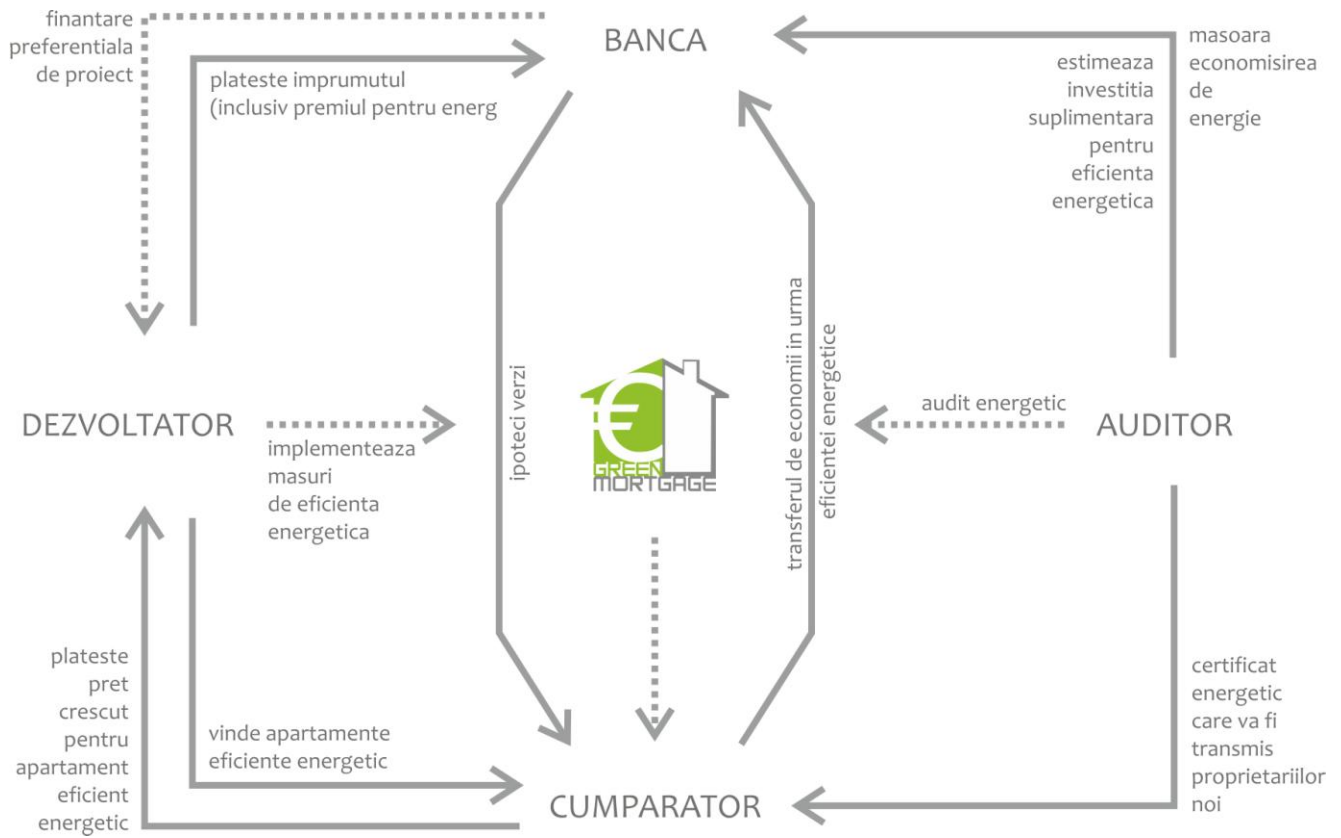 finantare
preferentiala
de proiect
BANCA
plateste imprumutul
(inclusiv premiul pentru energ
estimeaza
investitia
suplimentara
pentru
eficienta
energetica
masoara
economisirea
de
energie
DEZVOLTATOR
implementeaza
masuri
de eficienta
energetica
ipoteci verzi
GREEN
MORTGAGE
transferul de economii in urma
eficientei energetice
audit energetic
AUDITOR
plateste
pret
crescut
pentru
apartament
eficient
energetic
vinde apartamente
eficiente energetic
CUMPARATOR
certificat
energetic
care va fi
transmis
proprietariilor
noi